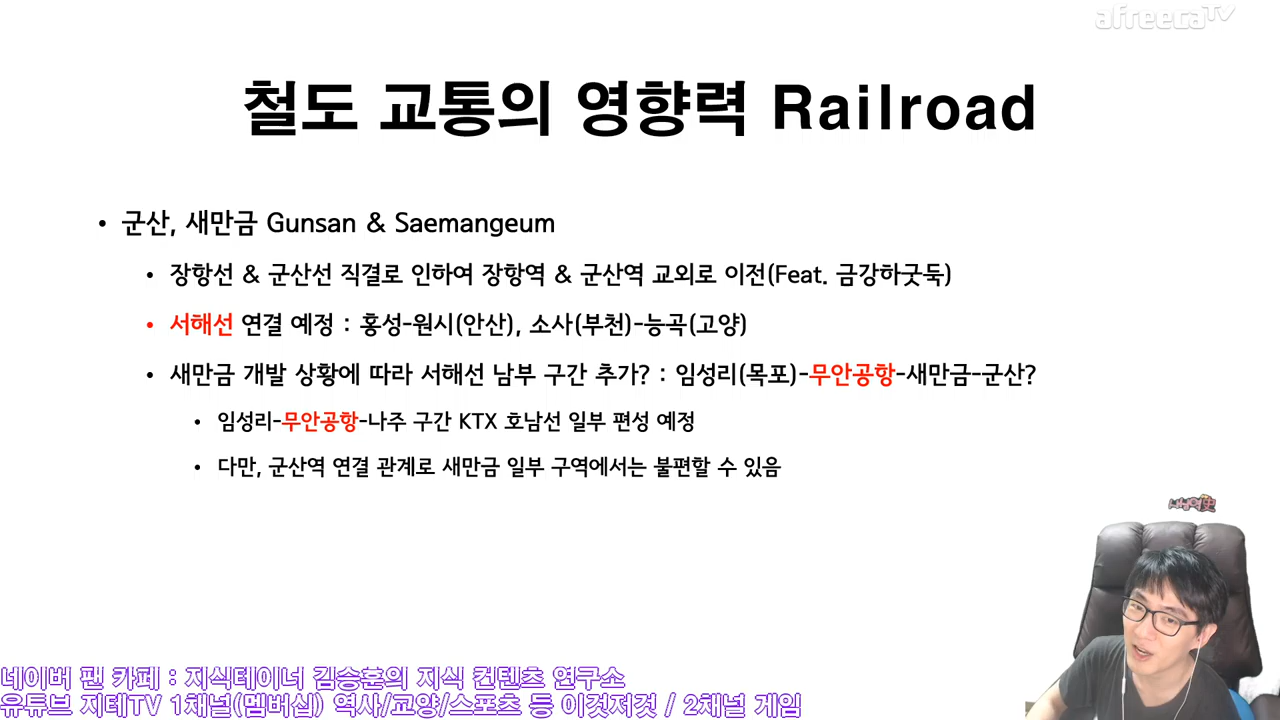 afreecaTV
철도 교통의 영향력 Railroad
• 군산, 새만금 Gunsan & Saemangeum
• 장항선 & 군산선 직결로 인하여 장항역 & 군산역 교외로 이전(Feat. 금강하굿둑)
• 서해선 연결 예정 : 홍성-원시(안산), 소사(부천)-능곡(고양)
• 새만금 개발 상황에 따라 서해선 남부 구간 추가? : 임성리(목포)-무안공항-새만금-군산?
• 임성리-무안공항-나주 구간 KTX 호남선 일부 편성 예정
• 다만, 군산역 연결 관계로 새만금 일부 구역에서는 불편할 수 있음
네이버 팬 카페 : 지식테이너 김승훈의 지식 컨텐츠 연구소
유튜브 지테TV 1채널(멤버십) 역사/교양/스포츠 등 이것저것 / 2채널 게임